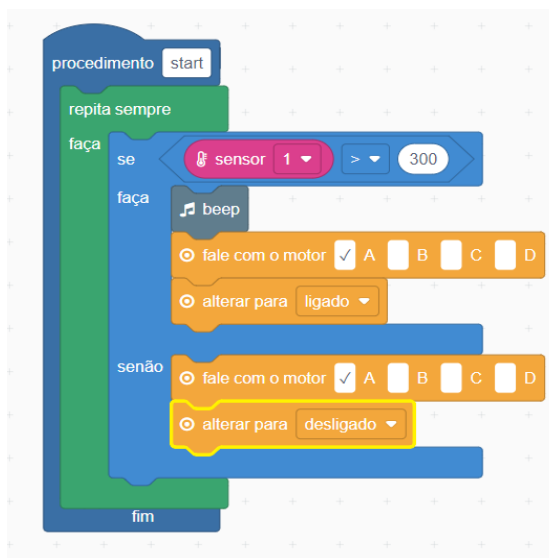 procedimento start
repita sempre
faça
se sensor 1 > 300
faça
beep
fale com o motor A B C D
alterar para ligado
senão
fale com o motor A B C D
alterar para desligado
fim